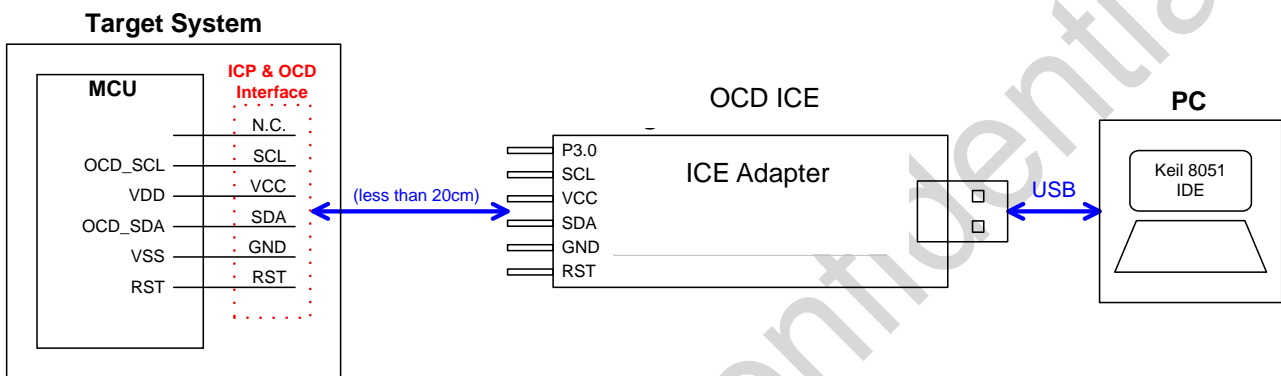 Target System
MCU
ICP & OCD
Interface
N.C.
OCD_SCL
SCL
VDD
VCC
OCD_SDA
SDA
VSS
GND
RST
RST
(less than 20cm)
OCD ICE
ICE Adapter
P3.0
SCL
VCC
SDA
GND
RST
USB
PC
Keil 8051
IDE